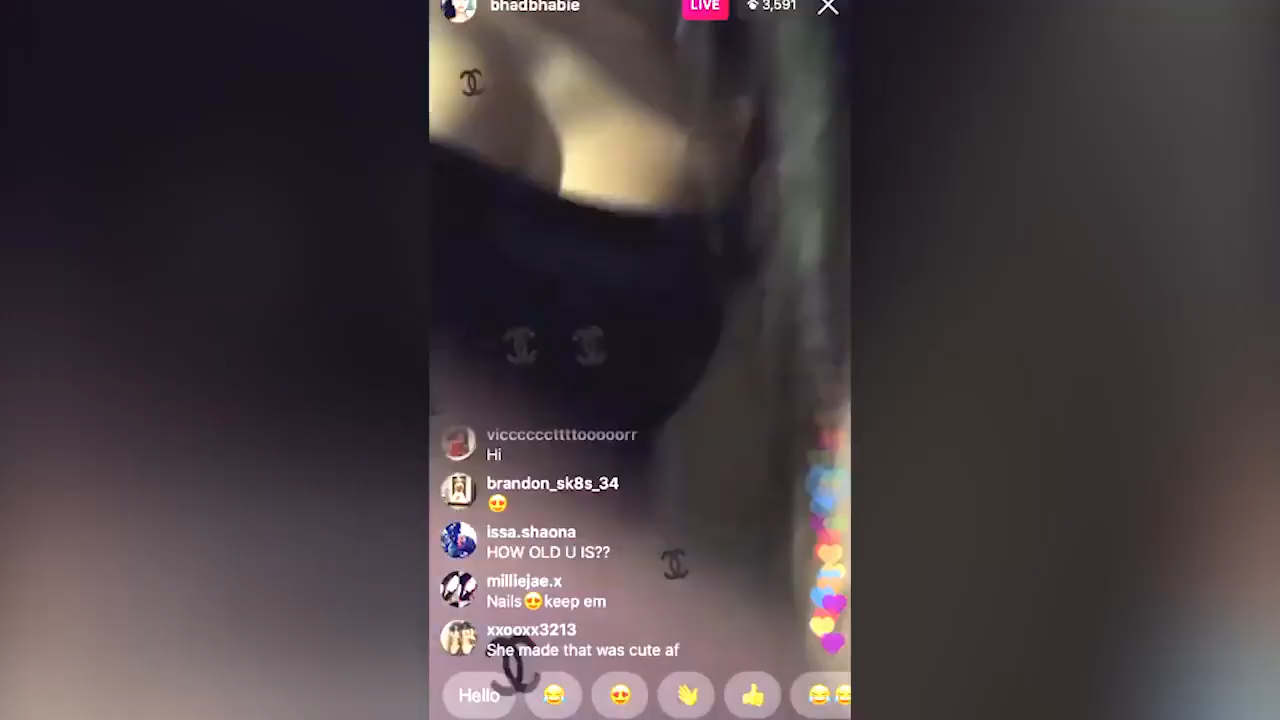 bhadbhabie
LIVE 3,591
vicccccccttttooooorr
Hi
brandon_sk8s_34
😍
issa.shaona
HOW OLD U IS??
milliejae.x
Nails😍keep em
xxooxx3213
She made that was cute af
Hello 😂 😍 👋 👍 😂😂